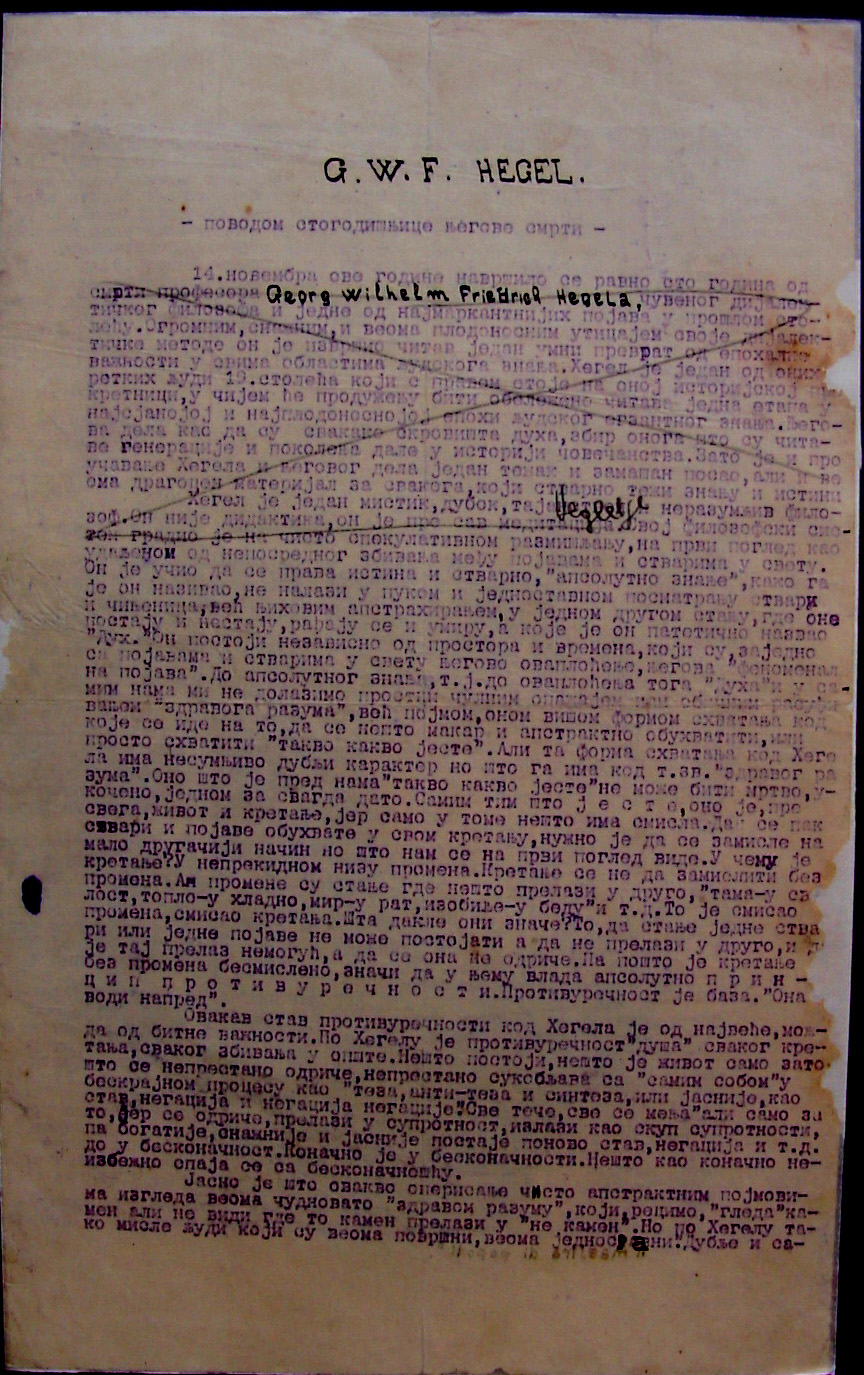 G.W.F. HEGEL.
- поводом стогодишњице његове смрти -
14.новембра ове године навршило се равно сто година од
смрти професора Georg Wilhelm Friedrich Hegela, чувеног дијалек-
тичког филозофа и једне од најмаркантнијих појава у прошлом сто-
лећу.Огромним, и веома плодоносним утицајем своје дијалек-
тичке методе он је извршио читав један умни преврат од епохалне
важности у свима областима људскога знања.Хегел је један од оних
ретких људи 19.столећа који с правом стоје на оној историјској
кретници,у чијем ће продужењу бити обележено читава једна етапа у
најсјајнојој и најплодоноснојој епохи људског егзактног знања.Њего-
ва дела као да су свакање скровишта духа,збир онога што су чита-
ве генерације и поколења дале у историји човечанства.Зато је и про
учавање Хегела и његовог дела један тежак и замашан посао,али и ве
ома драгоцен материјал за свакога,који стварно тежи знању и истини
Хегел је један мистик,дубок, неразумљив фило-
зоф.Он није дидактика,он је пре сав медитација.Свој филозофски сис-
тем градио је на чисто спекулативном размишљању,на први поглед као
удаљеном од непосредног збивања међу појавама и стварима у свету.
Он је учио да се права истина и стварно,"апсолутно знање",како га
је он називао,не налази у пуком и једноставном посматрању ствари
и чињеница,већ њиховим апстрахирањем,у једном другом стању,где оне
постају и нестају,рађају се и умиру,а које је он патетично назвао
"Дух."Он постоји независно од простора и времена,који су,заједно
са појавама и стварима у свету његово оваплоћење,његова "феноменал
на појава".До апсолутног знања,т.ј.до оваплоћења тога "Духа"и у са-
мим нама ми не долазимо простим чулним опажајем или обичним
"здравога разума",већ појмом,оном вишом формом схватања код
које се иде на то,да се нешто макар и апстрактно обухватити,или
просто схватити "такво какво јесте".Али та форма схватања код Хеге
ла има несумњиво дубљи карактер но што га има код т.зв."здравог ра
зума".Оно што је пред нама"такво какво јесте"не може бити мртво,у-
кочено,једном за свагда дато.Самим тим што ј е с т е,оно је,пре
свега,живот и кретање,јер само у томе нешто има смисла.Да се пак
ствари и појаве обухвате у свом кретању,нужно је да се замисле на
мало другачији начин но што нам се на први поглед виде.У чему је
кретање?У непрекидном низу промена.Кретање се не да замислити без
промена.Ам промене су стање где нешто прелази у друго,"тама-у св
лост,топло-у хладно,мир-у рат,изобиље-у беду"и т.д.То је смисао
промена,смисао кретања.Шта дакле они значе?То,да стање једне ства
ри или једне појаве не може постојати а да не прелази у друго,и
је тај прелаз немогућ,а да се она не одриче.Па пошто је кретање
без промена бесмислено,значи да у њему влада апсолутно п р и н -
ц и п п р о т и в у р е ч н о с т и.Противуречност је база."Она
води напред".
Овакав став противуречности код Хегела је од највеће,мож-
да од битне важности.По Хегелу је противуречност"душа" сваког кре-
тања,сваког збивања у опште.Нешто постоји,нешто је живот само зато
што се непрестано одриче,непрестано сукобљава са "самим собом"у
бескрајном процесу као "теза,анти-теза и синтеза,или јасније,као
став,негација и негација негације."Све тече,све се мења"али само за
то,јер се одриче,прелази у супротност,излази као скуп супротности,
па богатије,снажније и јасније постаје поново став,негација и т.д.
до у бесконачност.Коначно је у бесконачности.Нешто као коначно не-
избежно спаја се са бесконачношћу.
Јасно је што овакво оперисање чисто апстрактним појмови-
ма изгледа веома чудновато "здравом разуму",који,рецимо,"гледа"ка-
мен али не види где то камен прелази у "не камен".Но по Хегелу та-
ко мисле људи који су веома површни,веома једнострани."Дубље и са-